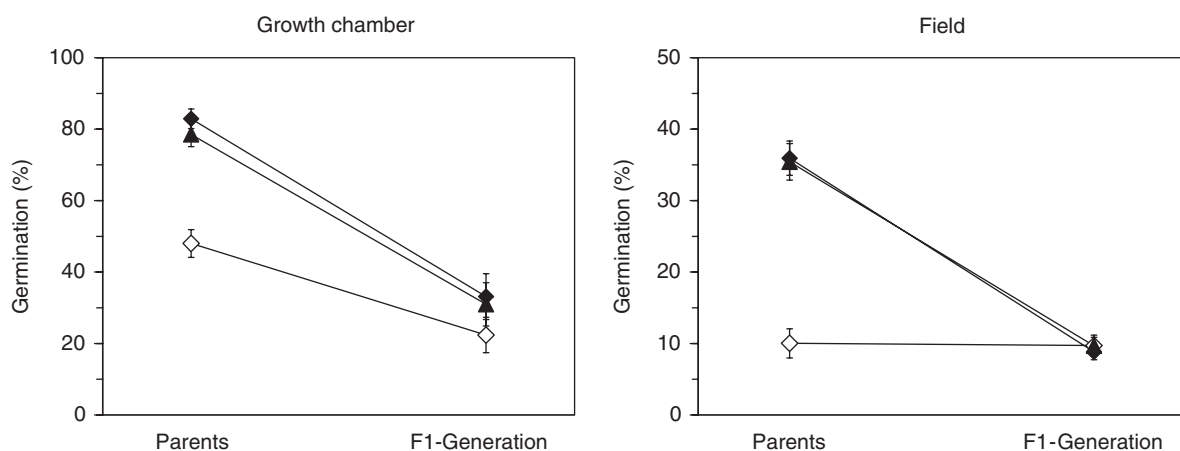 Growth chamber
Germination (%)
100
80
60
40
20
0
Parents
F1-Generation
Field
Germination (%)
50
40
30
20
10
0
Parents
F1-Generation